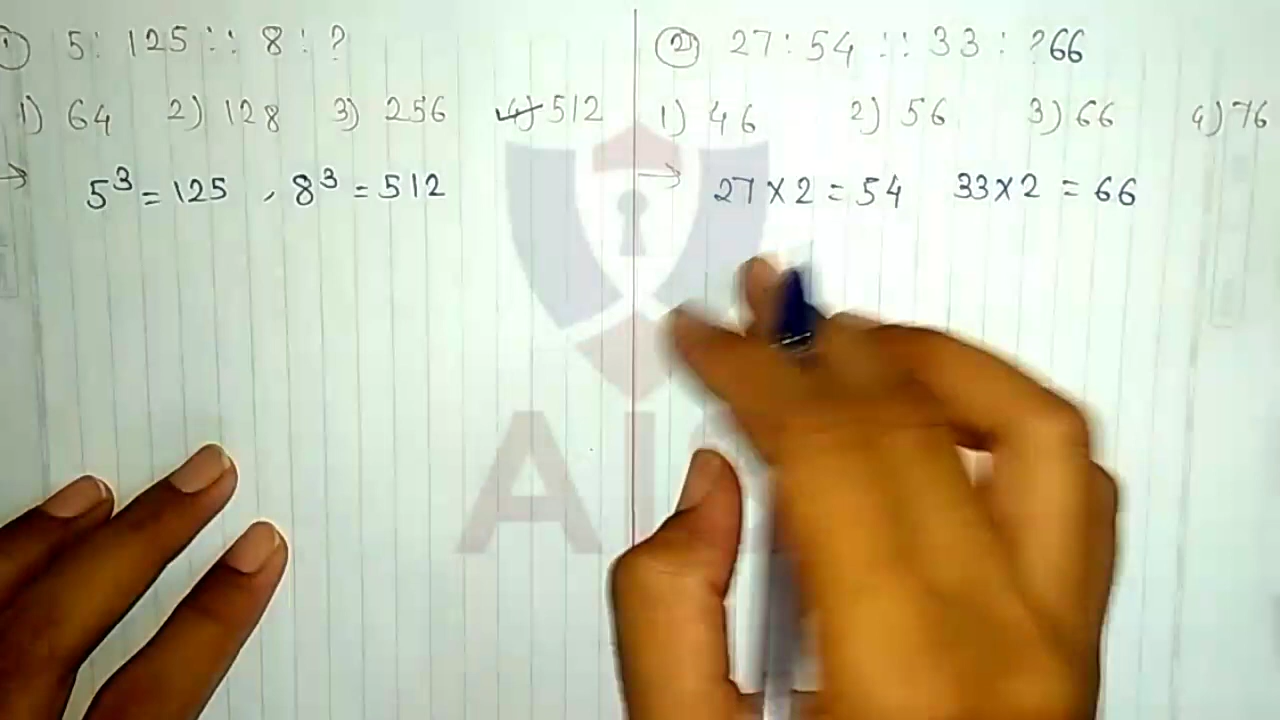 ① 5 : 125 :: 8 : ?
1) 64 2) 128 3) 256 4) 512
→ 5³ = 125 , 8³ = 512
② 27 : 54 :: 33 : ? 66
1) 46 2) 56 3) 66 4) 76
→ 27 × 2 = 54 33 × 2 = 66